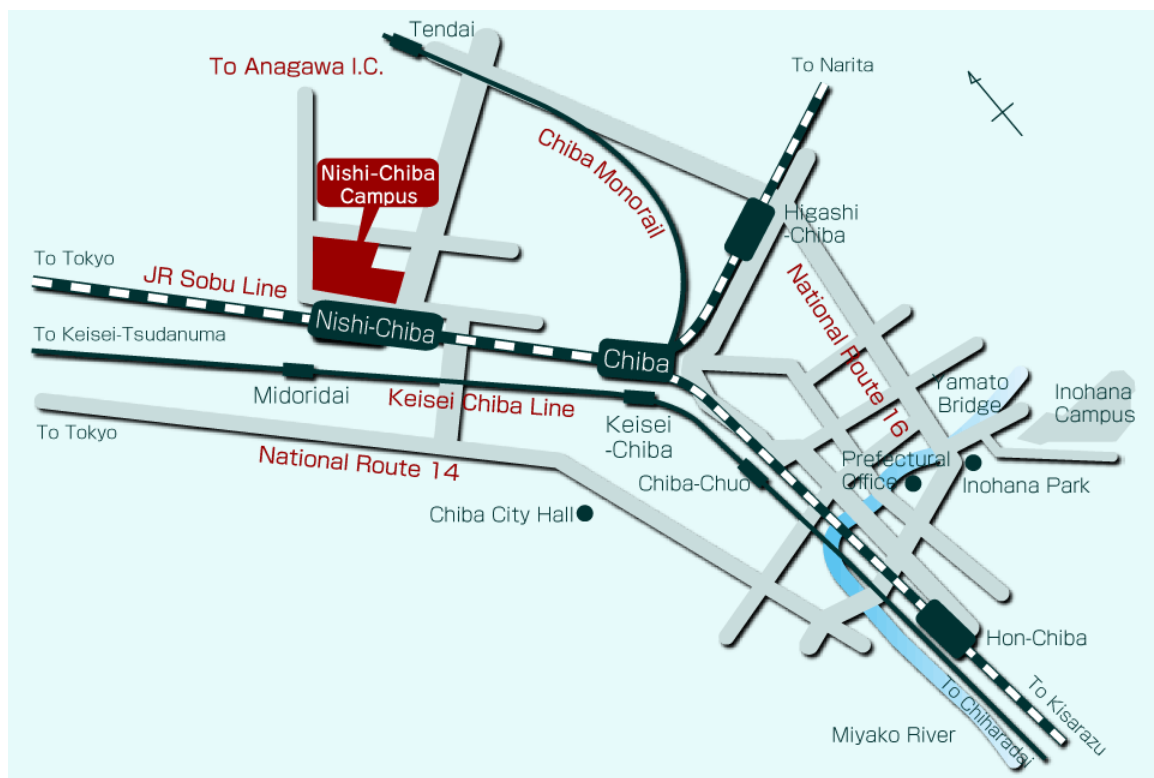 Tendai
To Anagawa I.C.
To Narita
Chiba Monorail
Nishi-Chiba
Campus
Higashi
-Chiba
To Tokyo
JR Sobu Line
National Route 16
Nishi-Chiba
To Keisei-Tsudanuma
Chiba
Midoridai
Keisei Chiba Line
Yamato
Bridge
Inohana
Campus
Keisei
-Chiba
To Tokyo
National Route 14
Prefectural
Office
Chiba-Chuo
Inohana Park
Chiba City Hall
Hon-Chiba
To Kisarazu
To Chiharadai
Miyako River